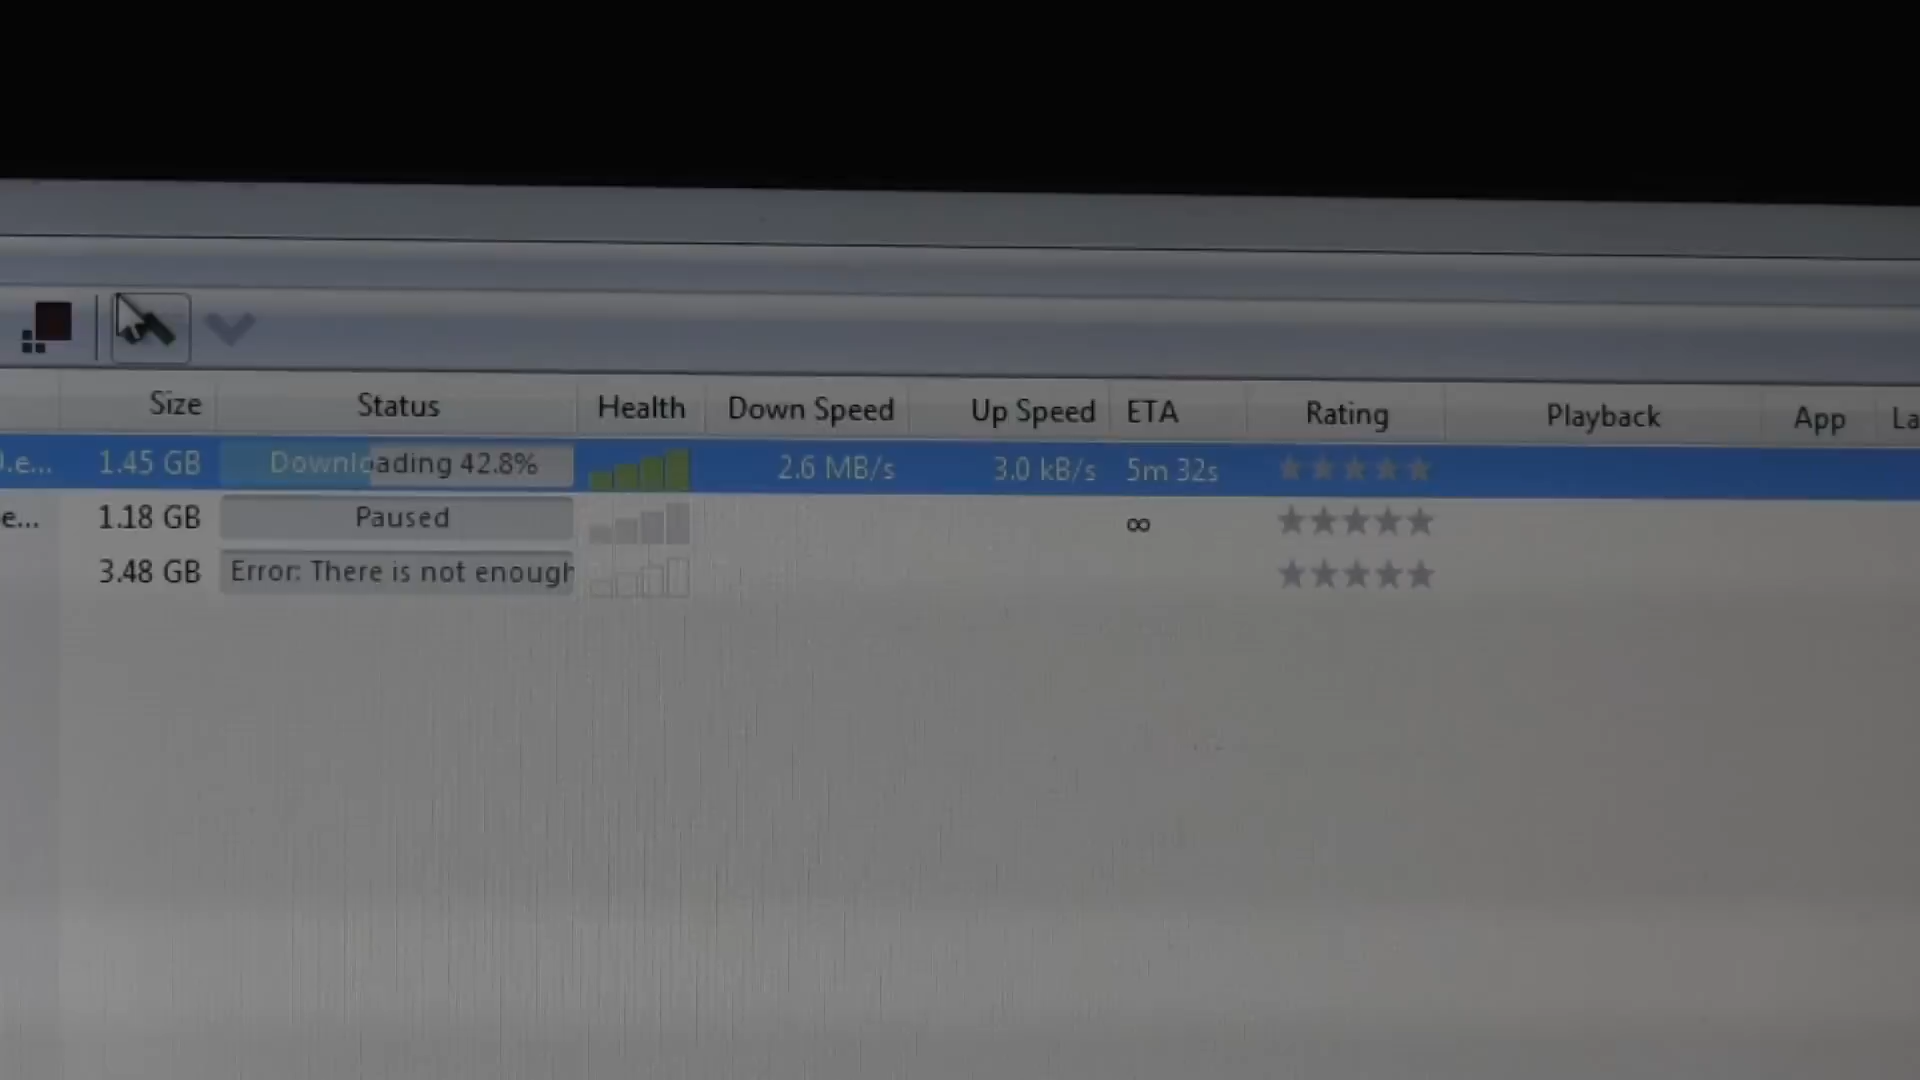 Size Status Health Down Speed Up Speed ETA Rating Playback App La
.e... 1.45 GB Downloading 42.8% 2.6 MB/s 3.0 kB/s 5m 32s
e... 1.18 GB Paused ∞
3.48 GB Error: There is not enough